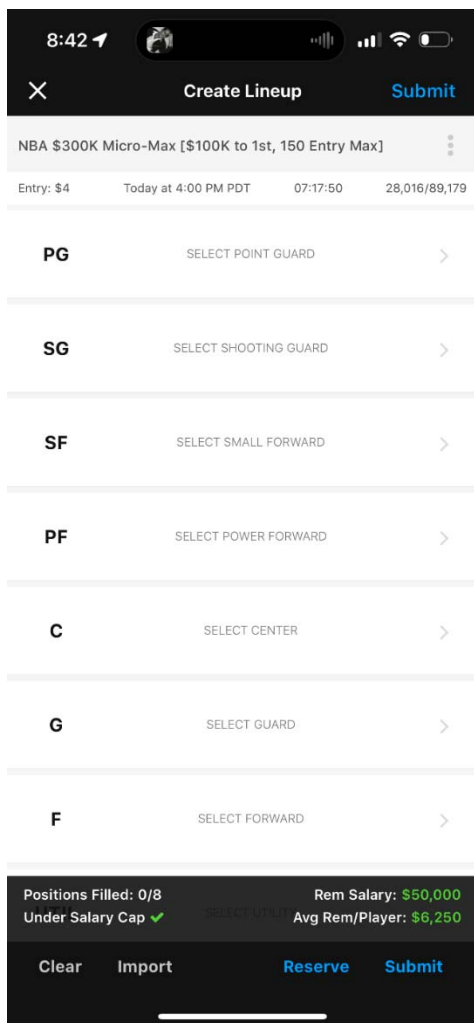 8:42
Create Lineup Submit
NBA $300K Micro-Max [$100K to 1st, 150 Entry Max]
Entry: $4 Today at 4:00 PM PDT 07:17:50 28,016/89,179
PG SELECT POINT GUARD
SG SELECT SHOOTING GUARD
SF SELECT SMALL FORWARD
PF SELECT POWER FORWARD
C SELECT CENTER
G SELECT GUARD
F SELECT FORWARD
Positions Filled: 0/8 Rem Salary: $50,000
UTIL SELECT UTILITY
Under Salary Cap Avg Rem/Player: $6,250
Clear Import Reserve Submit